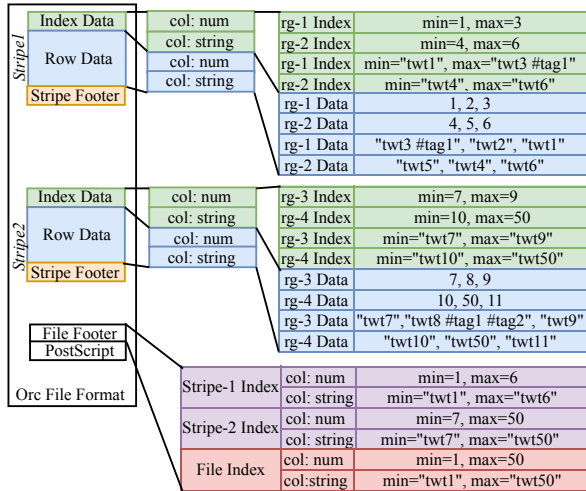 Stripe1
Index Data
Row Data
Stripe Footer
col: num
col: string
col: num
col: string
rg-1 Index min=1, max=3
rg-2 Index min=4, max=6
rg-1 Index min="twt1", max="twt3 #tag1"
rg-2 Index min="twt4", max="twt6"
rg-1 Data 1, 2, 3
rg-2 Data 4, 5, 6
rg-1 Data "twt3 #tag1", "twt2", "twt1"
rg-2 Data "twt5", "twt4", "twt6"
Stripe2
Index Data
Row Data
Stripe Footer
col: num
col: string
col: num
col: string
rg-3 Index min=7, max=9
rg-4 Index min=10, max=50
rg-3 Index min="twt7", max="twt9"
rg-4 Index min="twt10", max="twt50"
rg-3 Data 7, 8, 9
rg-4 Data 10, 50, 11
rg-3 Data "twt7","twt8 #tag1 #tag2", "twt9"
rg-4 Data "twt10", "twt50", "twt11"
File Footer
PostScript
Orc File Format
Stripe-1 Index
col: num min=1, max=6
col: string min="twt1", max="twt6"
Stripe-2 Index
col: num min=7, max=50
col: string min="twt7", max="twt50"
File Index
col: num min=1, max=50
col:string min="twt1", max="twt50"